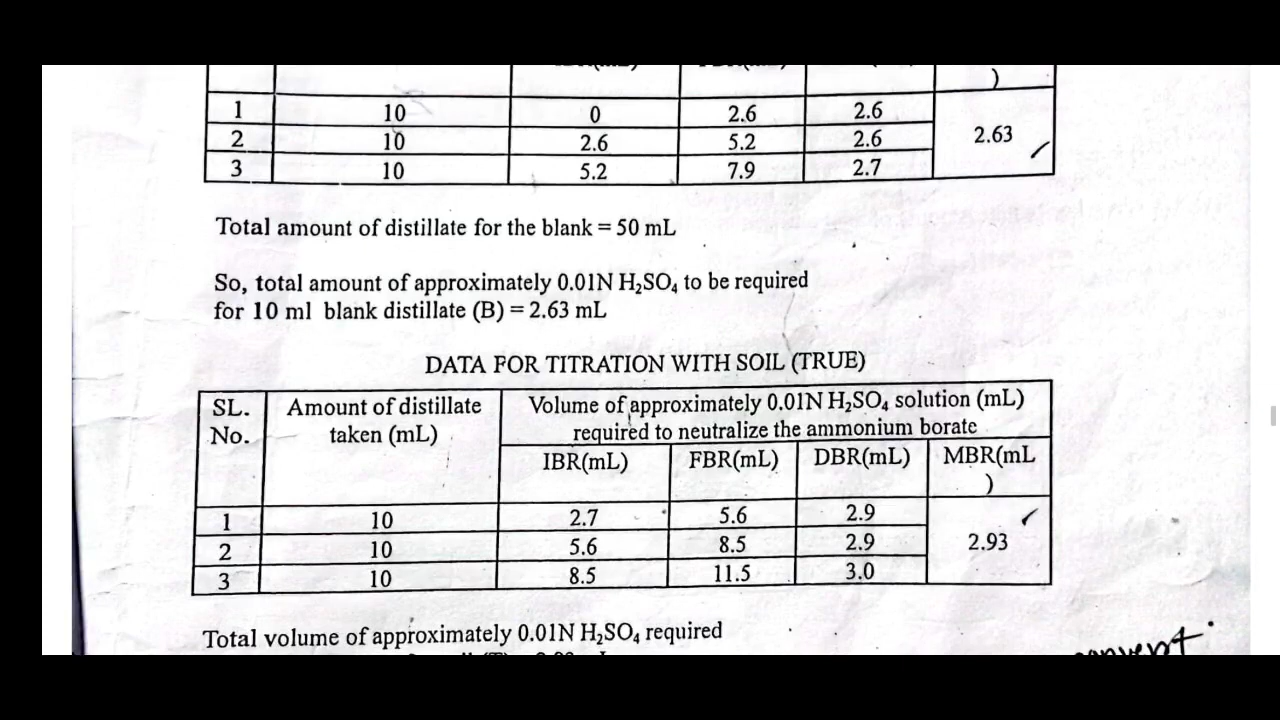 )
1 10 0 2.6 2.6
2 10 2.6 5.2 2.6 2.63
3 10 5.2 7.9 2.7
Total amount of distillate for the blank = 50 mL
So, total amount of approximately 0.01N H₂SO₄ to be required
for 10 ml blank distillate (B) = 2.63 mL
DATA FOR TITRATION WITH SOIL (TRUE)
SL. Amount of distillate Volume of approximately 0.01N H₂SO₄ solution (mL)
No. taken (mL) required to neutralize the ammonium borate
IBR(mL) FBR(mL) DBR(mL) MBR(mL
)
1 10 2.7 5.6 2.9
2 10 5.6 8.5 2.9 2.93
3 10 8.5 11.5 3.0
Total volume of approximately 0.01N H₂SO₄ required